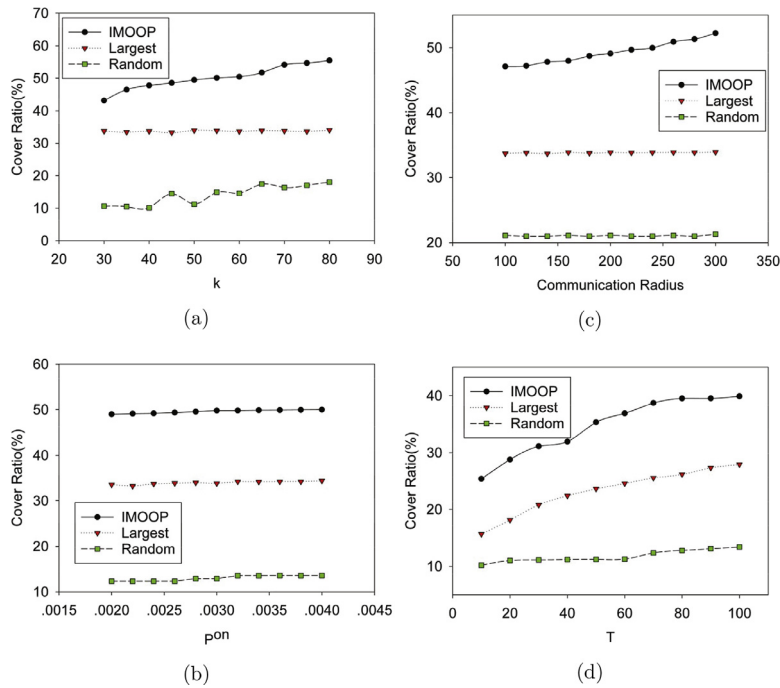 70
60
50
40
30
20
10
0
Cover Ratio(%)
IMOOP
Largest
Random
20 30 40 50 60 70 80 90
k
(a)
50
40
30
20
Cover Ratio(%)
IMOOP
Largest
Random
50 100 150 200 250 300 350
Communication Radius
(c)
60
50
40
30
20
10
Cover Ratio(%)
IMOOP
Largest
Random
.0015 .0020 .0025 .0030 .0035 .0040 .0045
pon
(b)
40
30
20
10
Cover Ratio(%)
IMOOP
Largest
Random
0 20 40 60 80 100
T
(d)